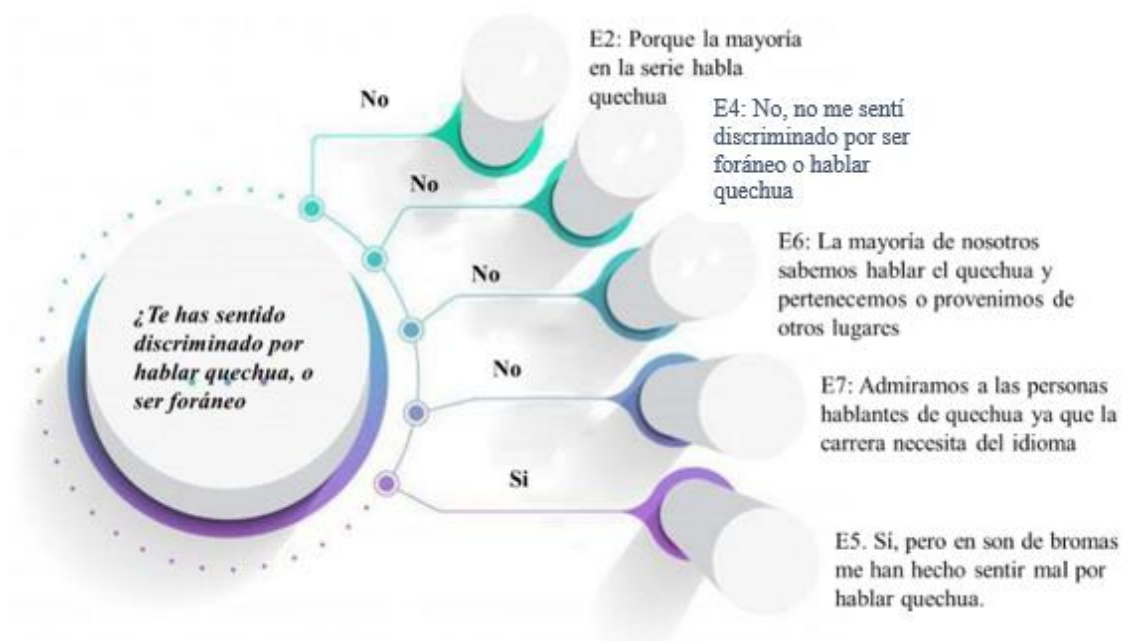 ¿Te has sentido
discriminado por
hablar quechua, o
ser foráneo
No
E2: Porque la mayoría
en la serie habla
quechua
No
E4: No, no me sentí
discriminado por ser
foráneo o hablar
quechua
No
E6: La mayoría de nosotros
sabemos hablar el quechua y
pertenecemos o provenimos de
otros lugares
No
E7: Admiramos a las personas
hablantes de quechua ya que la
carrera necesita del idioma
Si
E5. Sí, pero en son de bromas
me han hecho sentir mal por
hablar quechua.